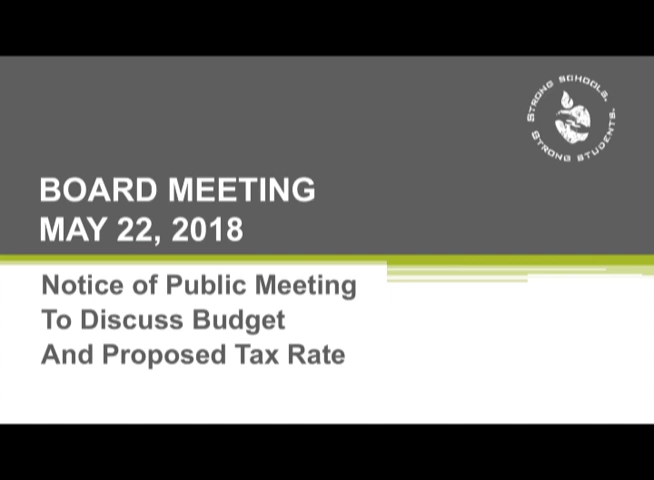 STRONG SCHOOLS.
STRONG STUDENTS.
BOARD MEETING
MAY 22, 2018
Notice of Public Meeting
To Discuss Budget
And Proposed Tax Rate